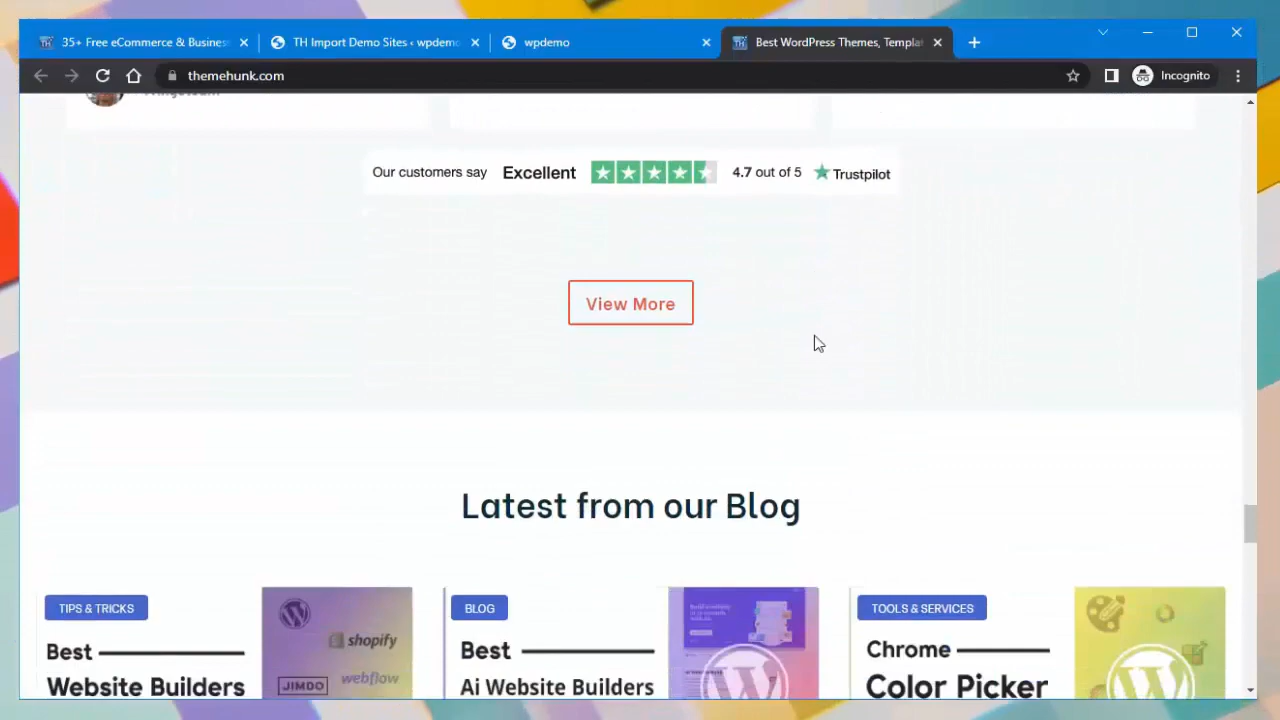 35+ Free eCommerce & Busines
TH Import Demo Sites ‹ wpdemo
wpdemo
Best WordPress Themes, Templat
themehunk.com
Incognito
Our customers say Excellent 4.7 out of 5 Trustpilot
View More
Latest from our Blog
TIPS & TRICKS
Best
Website Builders
shopify
webflow
JIMDO
BLOG
Best
Ai Website Builders
TOOLS & SERVICES
Chrome
Color Picker